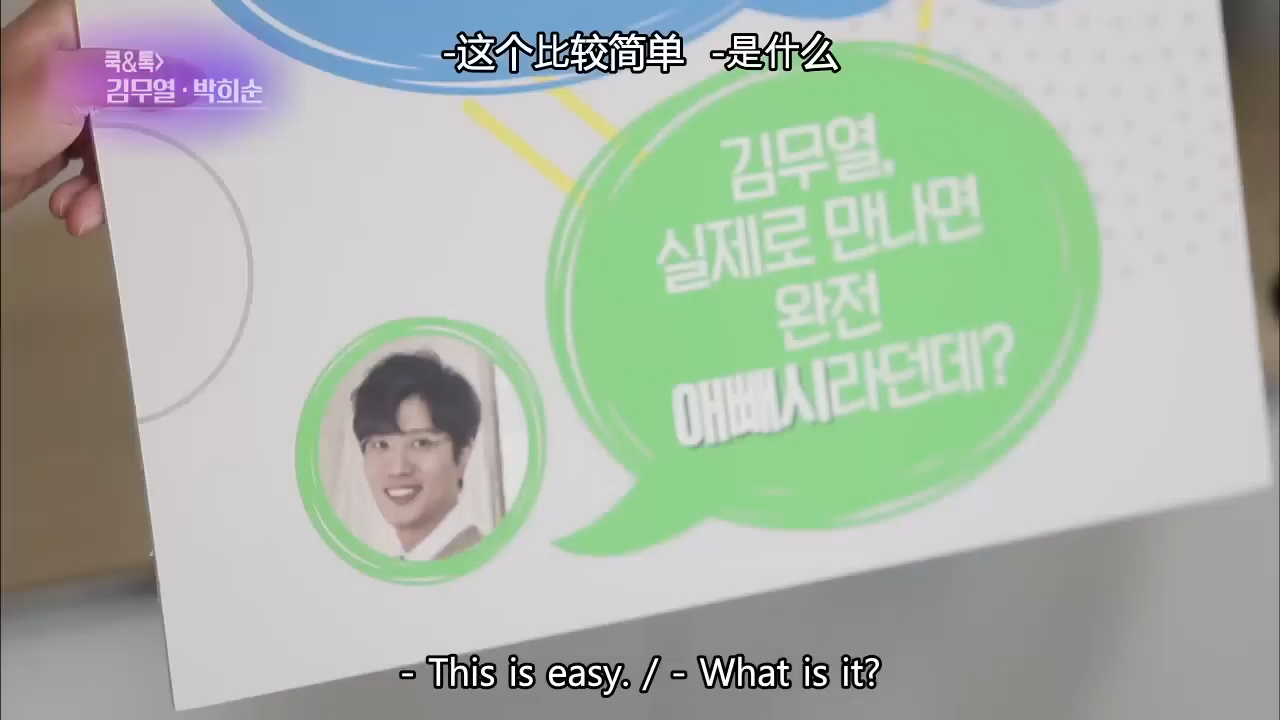 -这个比较简单 -是什么
쿡&톡>
김무열·박희순
김무열,
실제로 만나면
완전
애빼시라던데?
- This is easy. / - What is it?